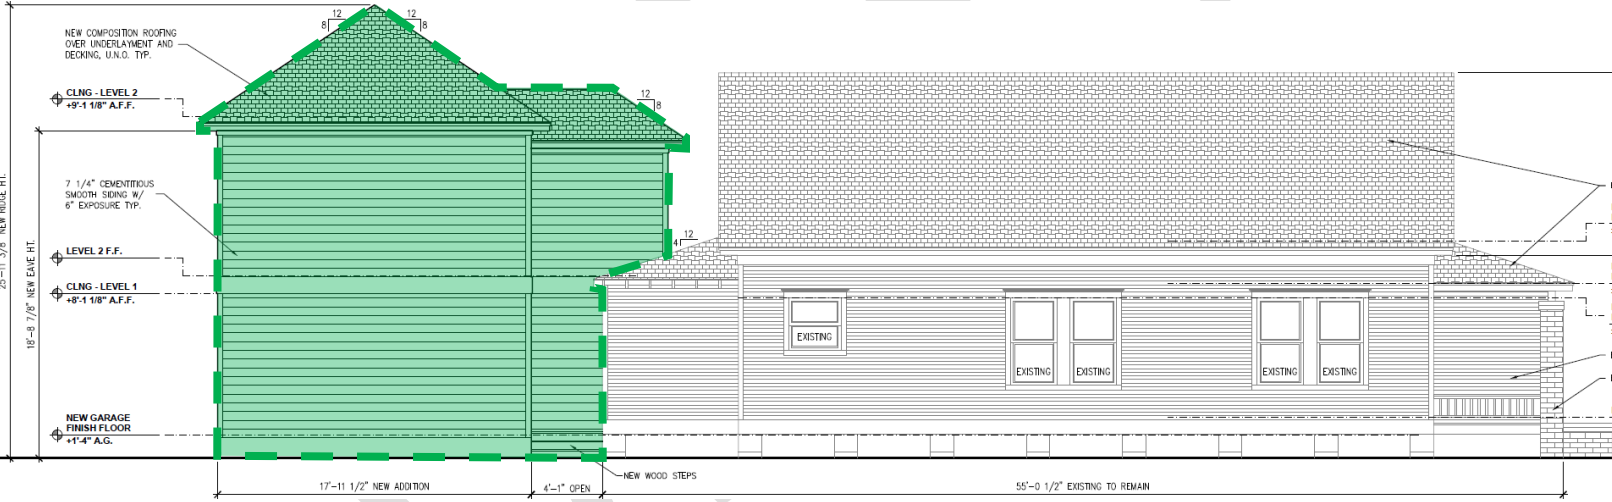 12
8
12
8
NEW COMPOSITION ROOFING
OVER UNDERLAYMENT AND
DECKING, U.N.O. TYP.
CLNG - LEVEL 2
+9'-1 1/8" A.F.F.
12
8
7 1/4" CEMENTITIOUS
SMOOTH SIDING W/
6" EXPOSURE TYP.
12
4
LEVEL 2 F.F.
CLNG - LEVEL 1
+8'-1 1/8" A.F.F.
25'-11 3/8" NEW RIDGE HT.
18'-8 7/8" NEW EAVE HT.
EXISTING
EXISTING
EXISTING
EXISTING
EXISTING
NEW GARAGE
FINISH FLOOR
+1'-4" A.G.
NEW WOOD STEPS
17'-11 1/2" NEW ADDITION
4'-1" OPEN
55'-0 1/2" EXISTING TO REMAIN